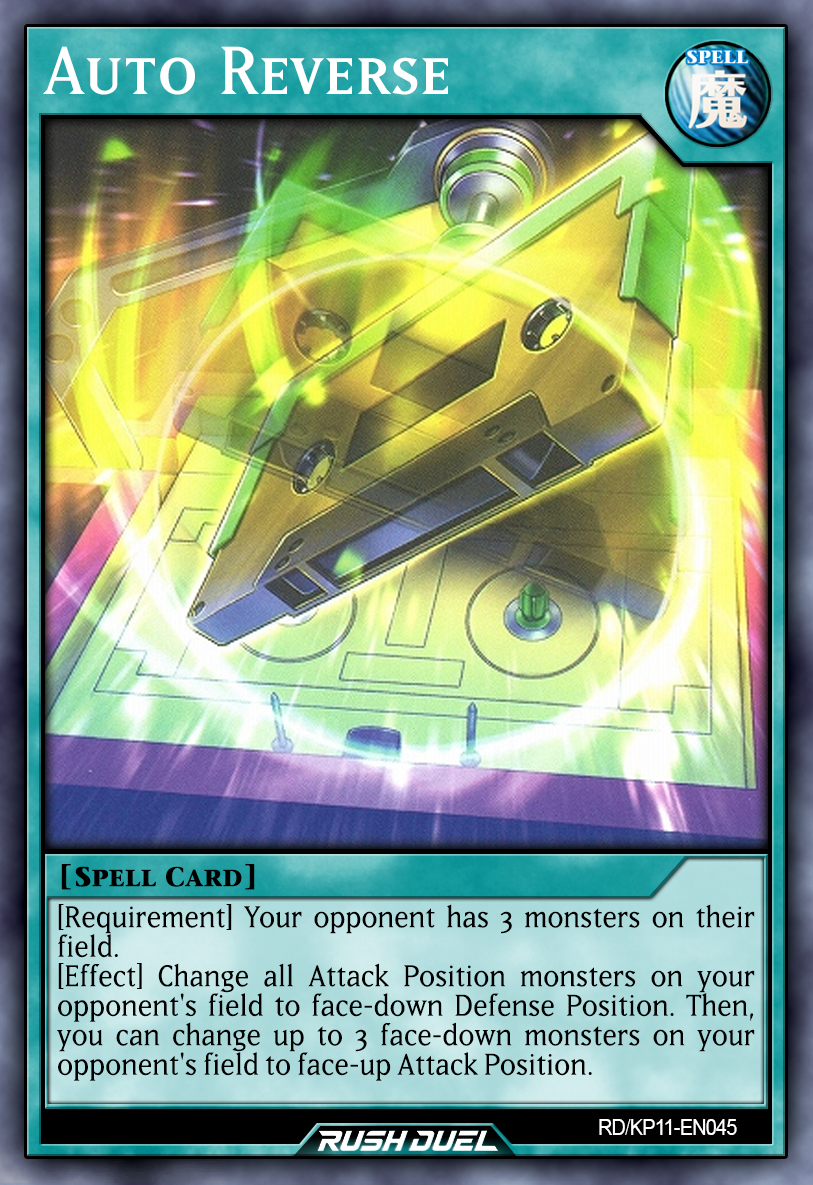 AUTO REVERSE
SPELL
魔
[SPELL CARD]
[Requirement] Your opponent has 3 monsters on their
field.
[Effect] Change all Attack Position monsters on your
opponent's field to face-down Defense Position. Then,
you can change up to 3 face-down monsters on your
opponent's field to face-up Attack Position.
RD/KP11-EN045
RUSH DUEL